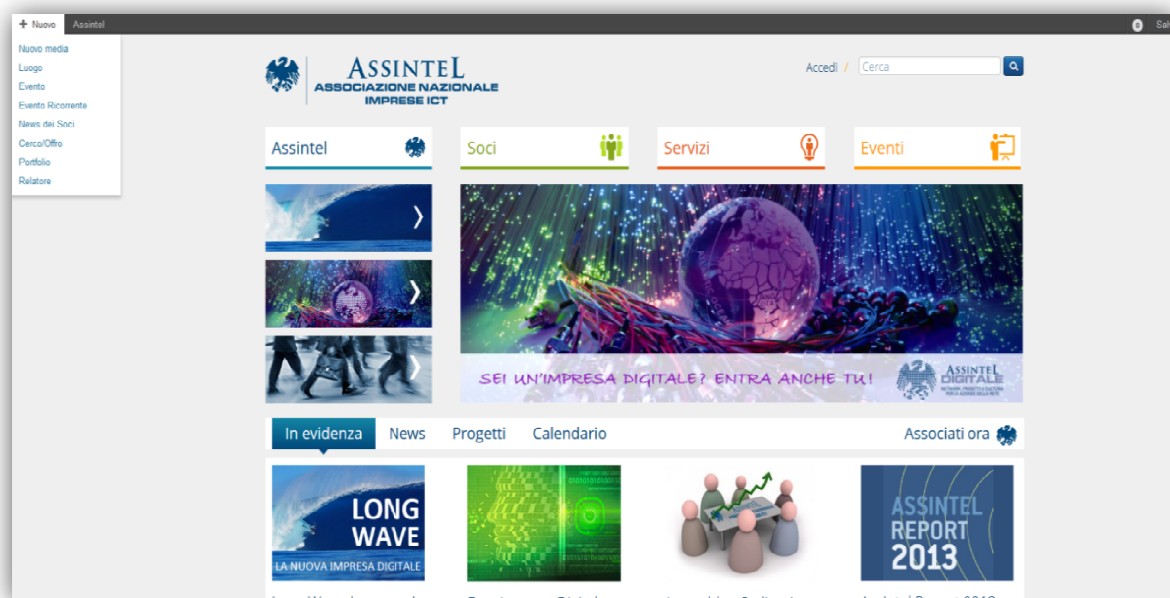 + Nuovo Assintel
0
Nuovo media
Luogo
Evento
Evento Ricorrente
News dei Soci
Cerco/Offro
Portfolio
Relatore
ASSINTEL
ASSOCIAZIONE NAZIONALE
IMPRESE ICT
Accedi / Cerca
Assintel Soci Servizi Eventi
SEI UN'IMPRESA DIGITALE? ENTRA ANCHE TU!
ASSINTEL
DIGITALE
In evidenza News Progetti Calendario Associati ora
LONG
WAVE
LA NUOVA IMPRESA DIGITALE
ASSINTEL
REPORT
2013